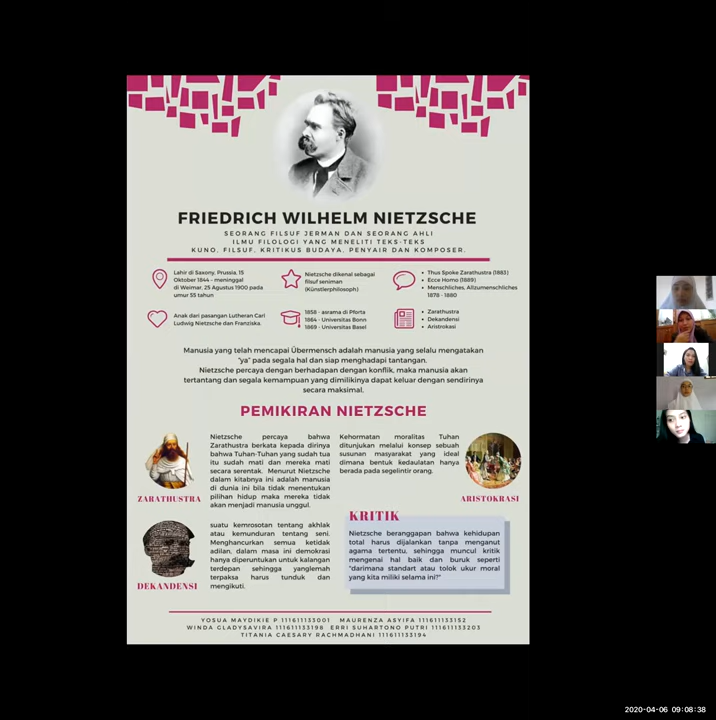 FRIEDRICH WILHELM NIETZSCHE
SEORANG FILSUF JERMAN DAN SEORANG AHLI
ILMU FILOLOGI YANG MENELITI TEKS-TEKS
KUNO, FILSUF, KRITIKUS BUDAYA, PENYAIR DAN KOMPOSER.
Lahir di Saxony, Prussia, 15
Oktober 1844 - meninggal
di Weimar, 25 Agustus 1900 pada
umur 55 tahun
Nietzsche dikenal sebagai
filsuf seniman
(Künstlerphilosoph)
• Thus Spoke Zarathustra (1883)
• Ecce Homo (1889)
• Menschliches, Allzumenschliches
1878 - 1880
Anak dari pasangan Lutheran Carl
Ludwig Nietzsche dan Franziska.
1858 - asrama di Pforta
1864 - Universitas Bonn
1869 - Universitas Basel
• Zarathustra
• Dekandensi
• Aristrokasi
Manusia yang telah mencapai Übermensch adalah manusia yang selalu mengatakan
"ya" pada segala hal dan siap menghadapi tantangan.
Nietzsche percaya dengan berhadapan dengan konflik, maka manusia akan
tertantang dan segala kemampuan yang dimilikinya dapat keluar dengan sendirinya
secara maksimal.
PEMIKIRAN NIETZSCHE
ZARATHUSTRA
Nietzsche percaya bahwa
Zarathustra berkata kepada dirinya
bahwa Tuhan-Tuhan yang sudah tua
itu sudah mati dan mereka mati
secara serentak. Menurut Nietzsche
dalam kitabnya ini adalah manusia
di dunia ini bila tidak menentukan
pilihan hidup maka mereka tidak
akan menjadi manusia unggul.
Kehormatan moralitas Tuhan
ditunjukan melalui konsep sebuah
susunan masyarakat yang ideal
dimana bentuk kedaulatan hanya
berada pada segelintir orang.
ARISTOKRASI
DEKANDENSI
suatu kemrosotan tentang akhlak
atau kemunduran tentang seni.
Menghancurkan semua ketidak
adilan, dalam masa ini demokrasi
hanya diperuntukan untuk kalangan
terdepan sehingga yanglemah
terpaksa harus tunduk dan
mengikuti.
KRITIK
Nietzsche beranggapan bahwa kehidupan
total harus dijalankan tanpa menganut
agama tertentu, sehingga muncul kritik
mengenai hal baik dan buruk seperti
"darimana standart atau tolok ukur moral
yang kita miliki selama ini?"
YOSUA MAYDIKIE P 111611133001 MAURENZA ASYIFA 111611133152
WINDA GLADYSAVIRA 111611133198 ERRI SUHARTONO PUTRI 111611133203
TITANIA CAESARY RACHMADHANI 111611133194
2020-04-06 09:08:38